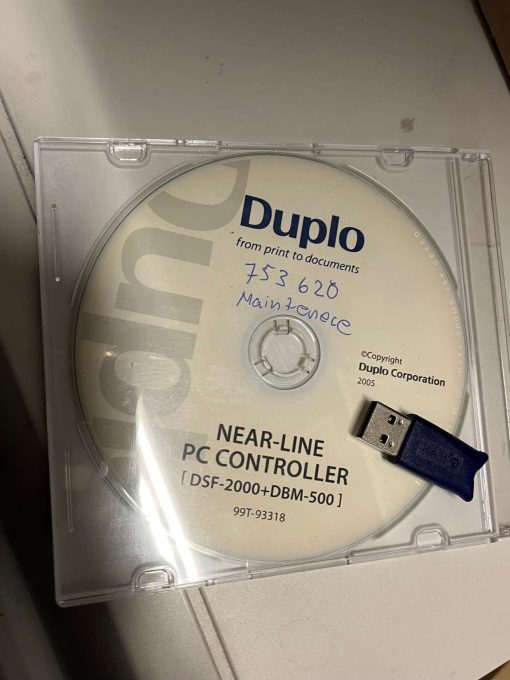 Duplo
from print to documents
753 620
Maintenece
©Copyright
Duplo Corporation
2005
NEAR-LINE
PC CONTROLLER
[ DSF-2000+DBM-500 ]
99T-93318